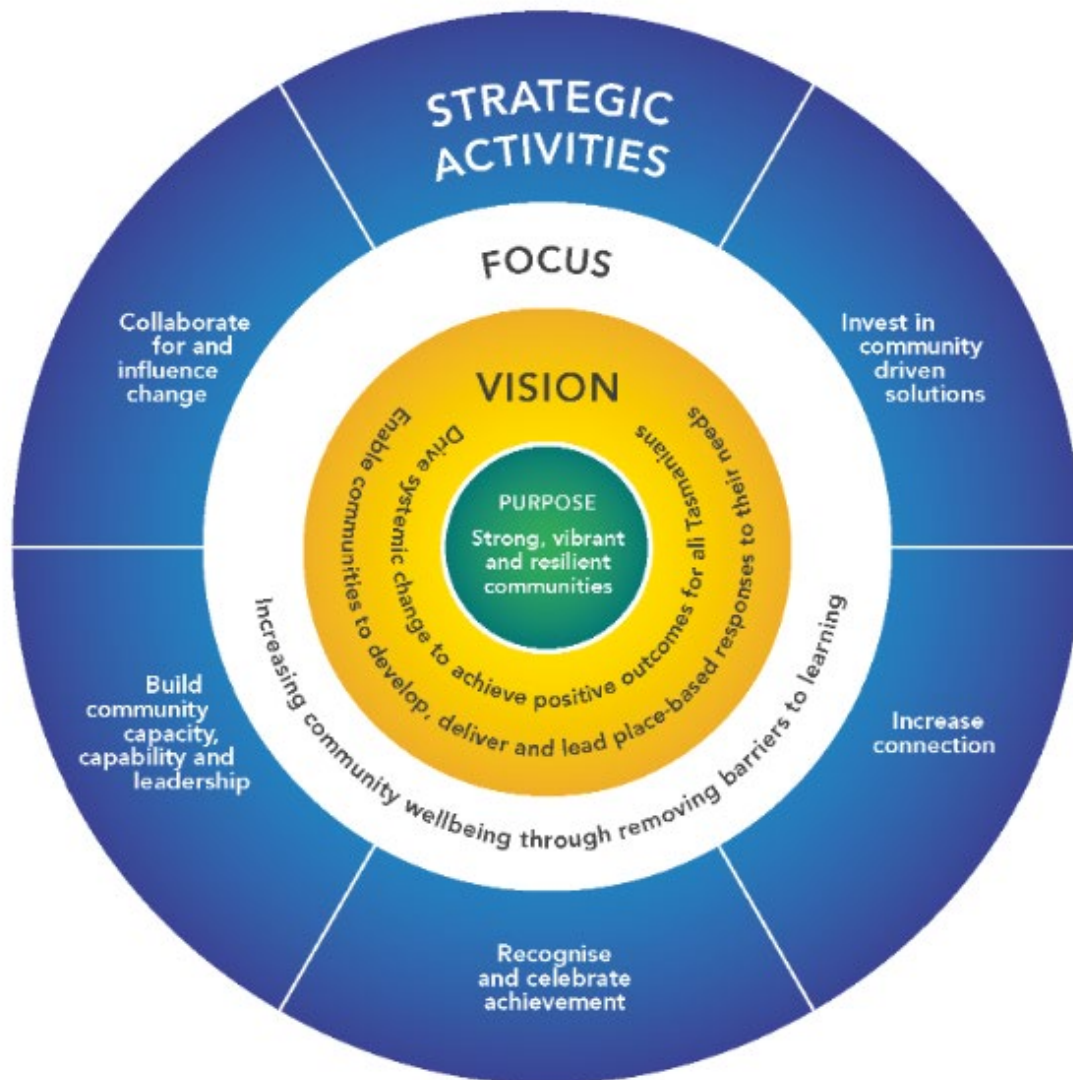 STRATEGIC
ACTIVITIES
FOCUS
VISION
Enable communities to develop, deliver and lead place-based responses to their needs
Drive systemic change to achieve positive outcomes for all Tasmanians
PURPOSE
Strong, vibrant
and resilient
communities
Increasing community wellbeing through removing barriers to learning
Invest in
community
driven
solutions
Increase
connection
Recognise
and celebrate
achievement
Build
community
capacity,
capability and
leadership
Collaborate
for and
influence
change